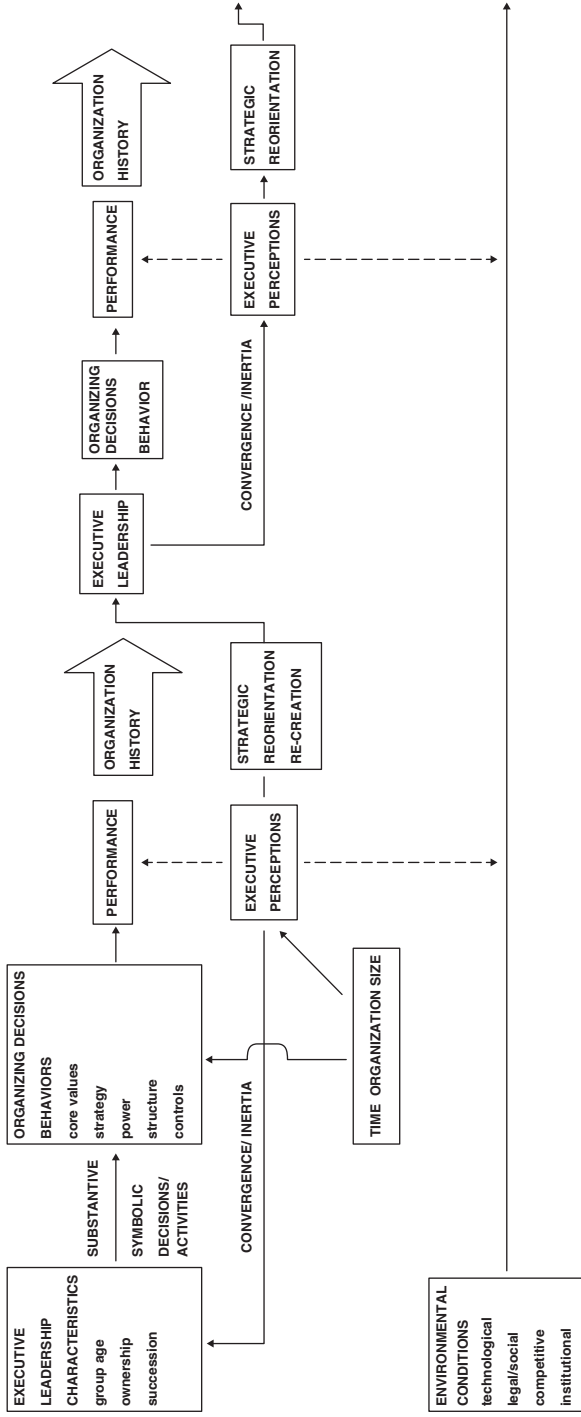 EXECUTIVE
LEADERSHIP
CHARACTERISTICS
group age
ownership
succession
SUBSTANTIVE
SYMBOLIC
DECISIONS/
ACTIVITIES
ORGANIZING DECISIONS
BEHAVIORS
core values
strategy
power
structure
controls
PERFORMANCE
ORGANIZATION
HISTORY
EXECUTIVE
LEADERSHIP
ORGANIZING
DECISIONS
BEHAVIOR
PERFORMANCE
ORGANIZATION
HISTORY
CONVERGENCE/ INERTIA
EXECUTIVE
PERCEPTIONS
STRATEGIC
REORIENTATION
RE-CREATION
CONVERGENCE /INERTIA
EXECUTIVE
PERCEPTIONS
STRATEGIC
REORIENTATION
TIME ORGANIZATION SIZE
ENVIRONMENTAL
CONDITIONS
technological
legal/social
competitive
institutional